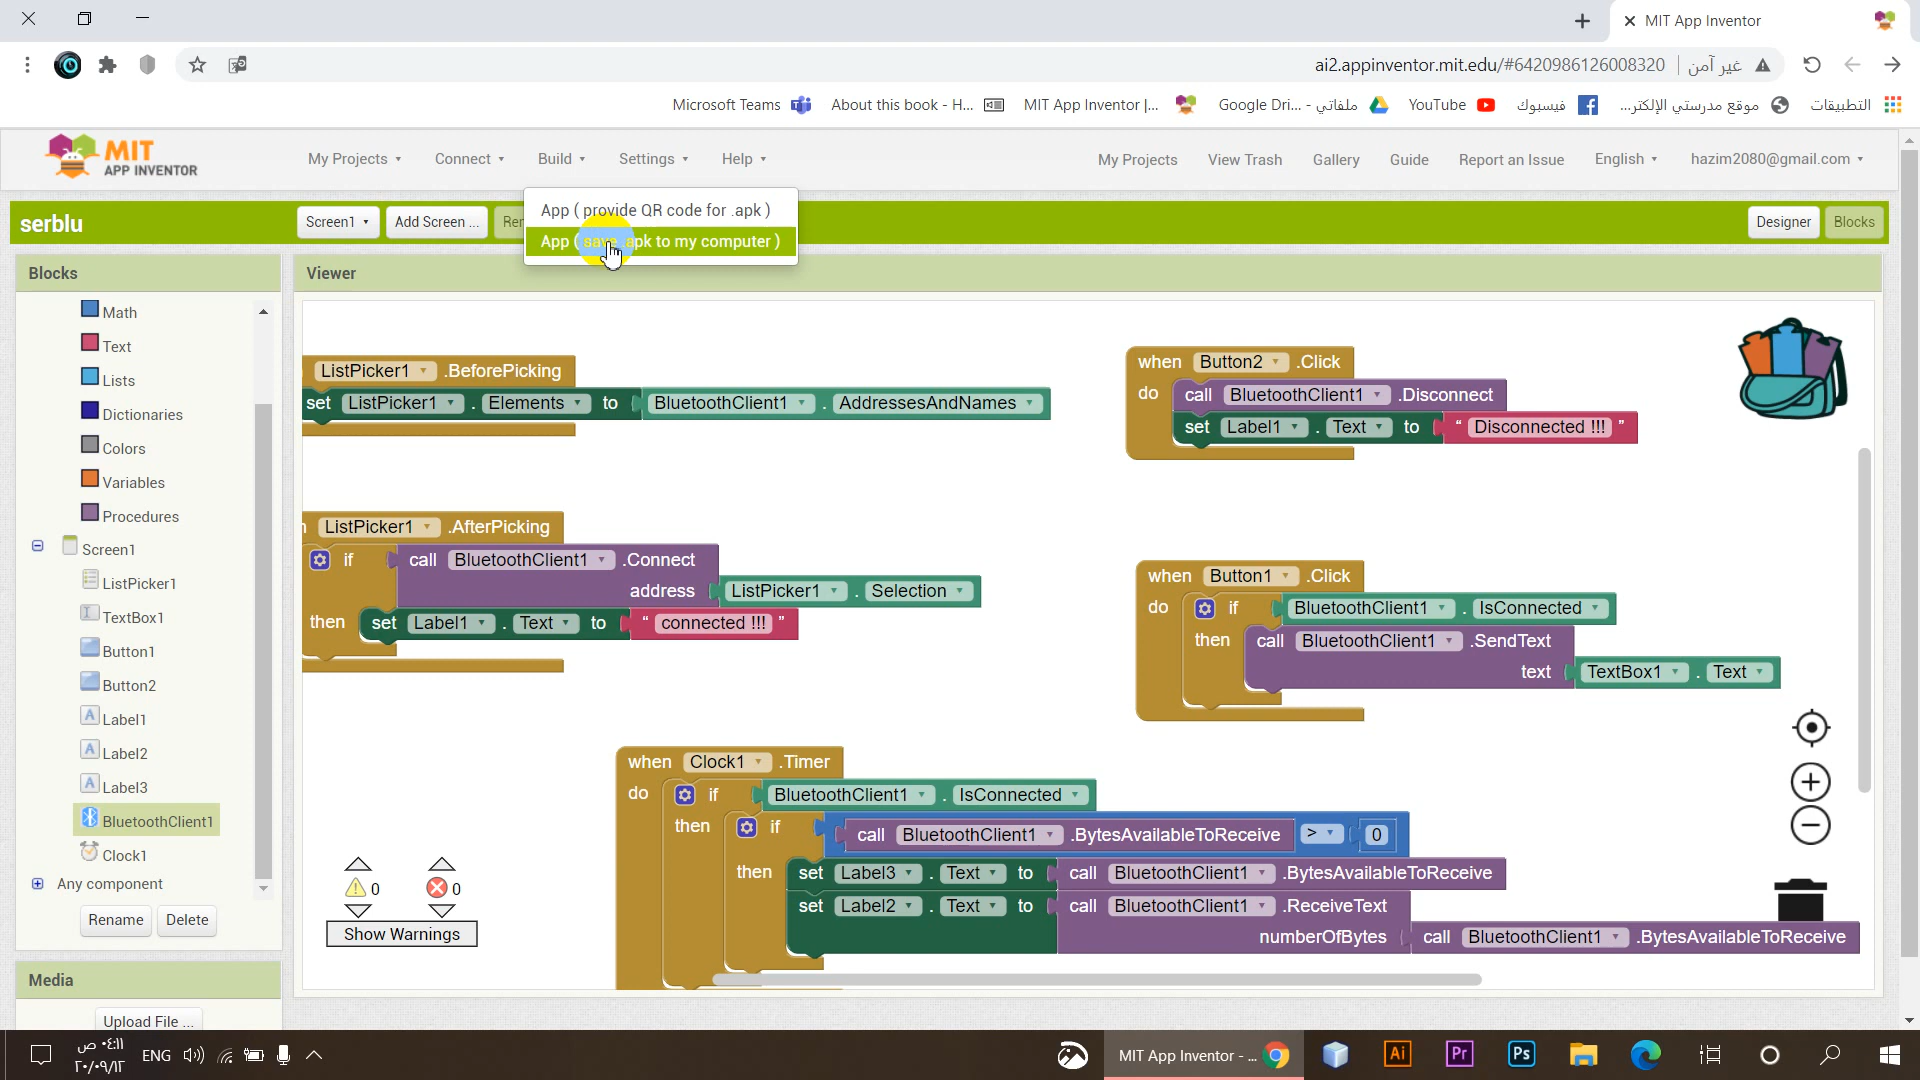 MIT App Inventor
ai2.appinventor.mit.edu/#6420986126008320
غير آمن
Microsoft Teams
About this book - H...
MIT App Inventor |...
Google Dri... - ملفاتي
YouTube
فيسبوك
موقع مدرستي الإلكتر...
التطبيقات
MIT
APP INVENTOR
My Projects
Connect
Build
Settings
Help
My Projects
View Trash
Gallery
Guide
Report an Issue
English
hazim2080@gmail.com
App ( provide QR code for .apk )
App ( save .apk to my computer )
serblu
Screen1
Add Screen ...
Designer
Blocks
Blocks
Viewer
Math
Text
Lists
Dictionaries
Colors
Variables
Procedures
Screen1
ListPicker1
TextBox1
Button1
Button2
Label1
Label2
Label3
BluetoothClient1
Clock1
Any component
Rename
Delete
Media
Upload File ...
ListPicker1 .BeforePicking
set ListPicker1 . Elements to BluetoothClient1 . AddressesAndNames
ListPicker1 .AfterPicking
if call BluetoothClient1 .Connect
address ListPicker1 . Selection
then set Label1 . Text to “ connected !!! ”
when Button2 .Click
do call BluetoothClient1 .Disconnect
set Label1 . Text to “ Disconnected !!! ”
when Button1 .Click
do if BluetoothClient1 . IsConnected
then call BluetoothClient1 .SendText
text TextBox1 . Text
when Clock1 .Timer
do if BluetoothClient1 . IsConnected
then if call BluetoothClient1 .BytesAvailableToReceive > 0
then set Label3 . Text to call BluetoothClient1 .BytesAvailableToReceive
set Label2 . Text to call BluetoothClient1 .ReceiveText
numberOfBytes call BluetoothClient1 .BytesAvailableToReceive
0
0
Show Warnings
ENG
MIT App Inventor - ...
Ai
Pr
Ps